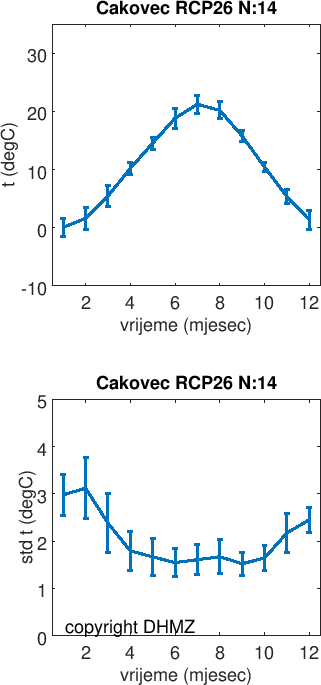 Cakovec RCP26 N:14
30
20
10
0
-10
t (degC)
2 4 6 8 10 12
vrijeme (mjesec)
Cakovec RCP26 N:14
5
4
3
2
1
0
std t (degC)
copyright DHMZ
2 4 6 8 10 12
vrijeme (mjesec)